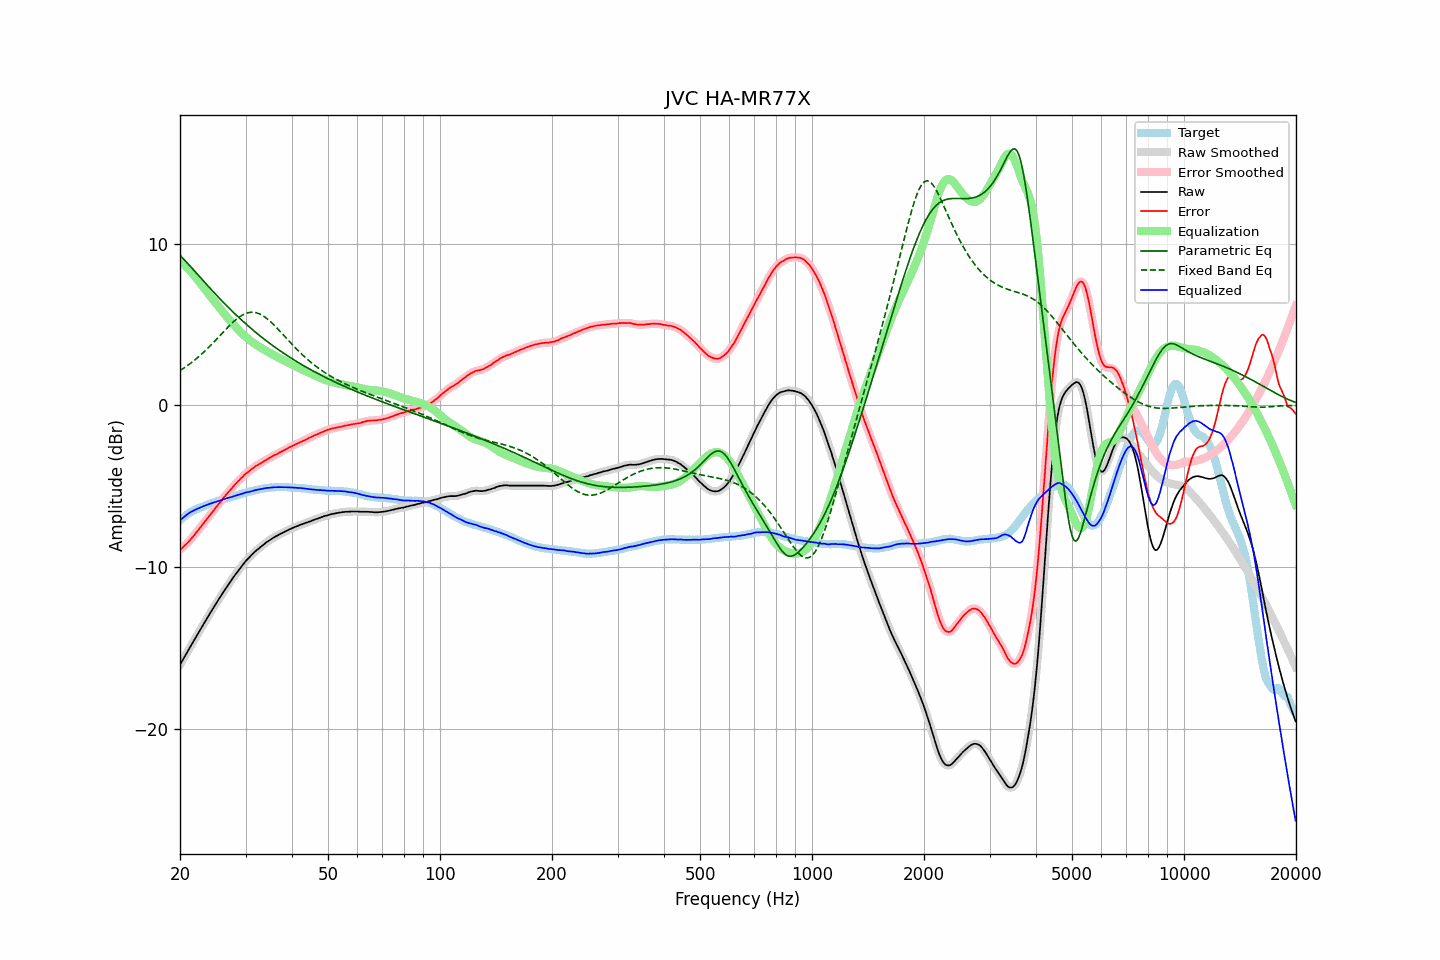 JVC HA-MR77X
Target
Raw Smoothed
Error Smoothed
Raw
Error
Equalization
Parametric Eq
Fixed Band Eq
Equalized
Amplitude (dBr)
10
0
−10
−20
20
50
100
200
500
1000
2000
5000
10000
20000
Frequency (Hz)